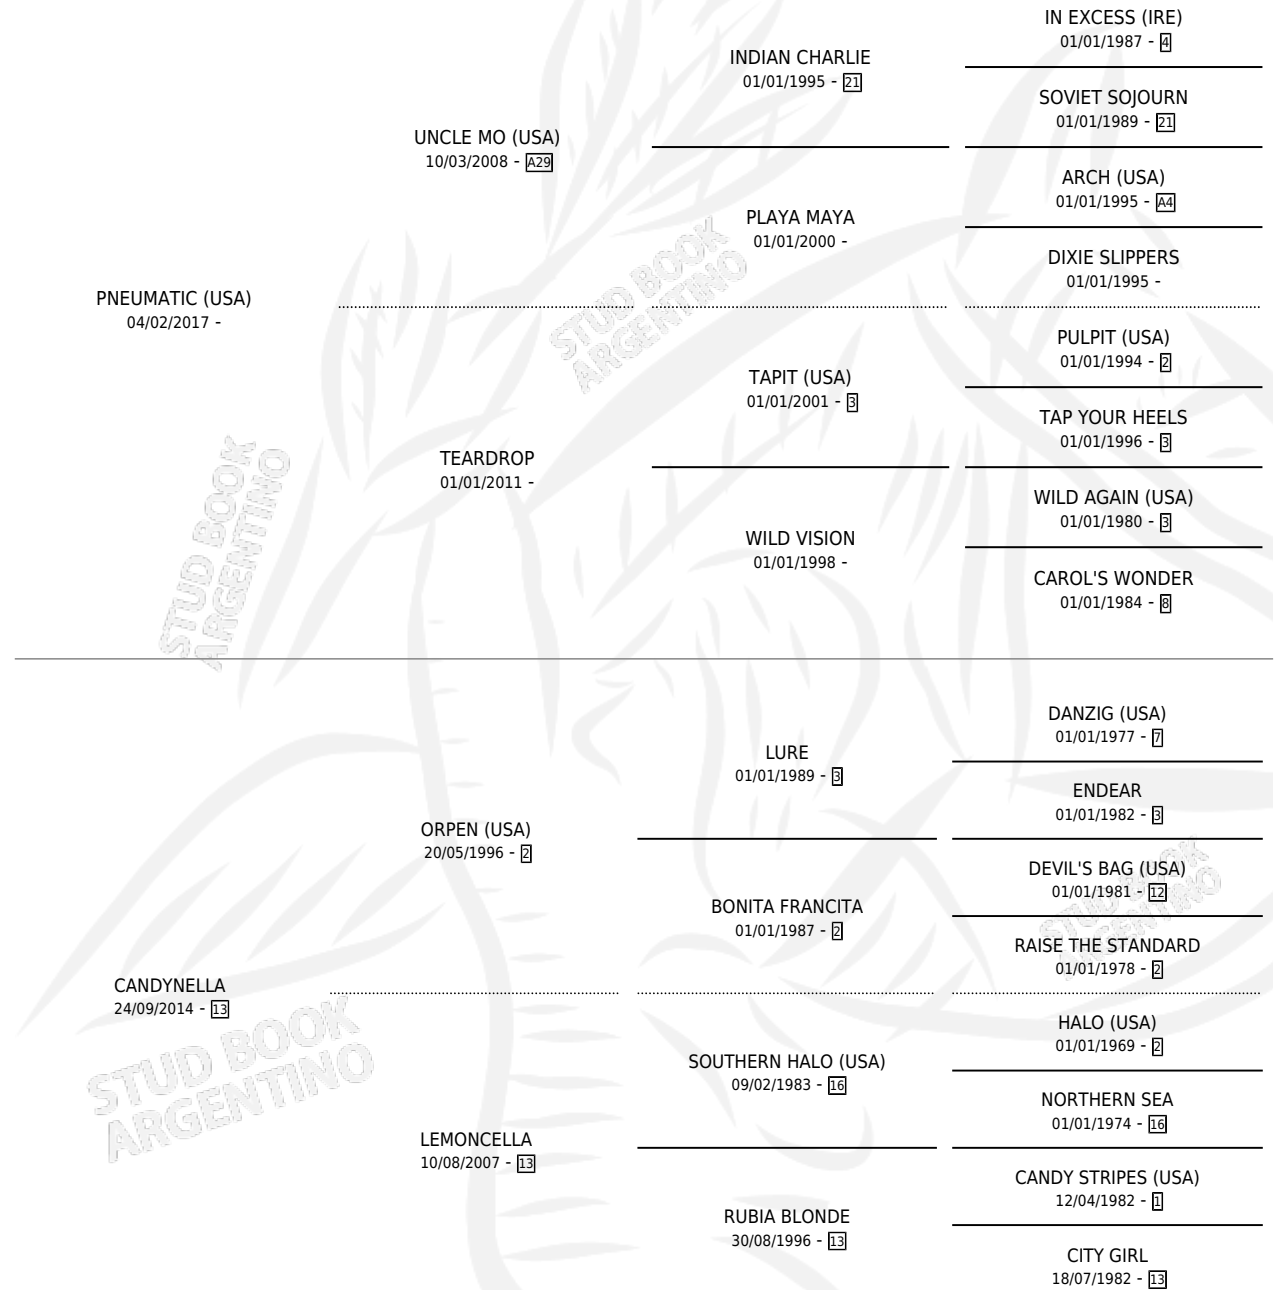 IN EXCESS (IRE)
01/01/1987 - 4
INDIAN CHARLIE
01/01/1995 - 21
SOVIET SOJOURN
01/01/1989 - 21
UNCLE MO (USA)
10/03/2008 - A29
ARCH (USA)
01/01/1995 - A4
PLAYA MAYA
01/01/2000 -
DIXIE SLIPPERS
01/01/1995 -
PNEUMATIC (USA)
04/02/2017 -
PULPIT (USA)
01/01/1994 - 2
TAPIT (USA)
01/01/2001 - 3
TAP YOUR HEELS
01/01/1996 - 3
TEARDROP
01/01/2011 -
WILD AGAIN (USA)
01/01/1980 - 3
WILD VISION
01/01/1998 -
CAROL'S WONDER
01/01/1984 - 8
DANZIG (USA)
01/01/1977 - 7
LURE
01/01/1989 - 3
ENDEAR
01/01/1982 - 3
ORPEN (USA)
20/05/1996 - 2
DEVIL'S BAG (USA)
01/01/1981 - 12
BONITA FRANCITA
01/01/1987 - 2
RAISE THE STANDARD
01/01/1978 - 2
CANDYNELLA
24/09/2014 - 13
HALO (USA)
01/01/1969 - 2
SOUTHERN HALO (USA)
09/02/1983 - 16
NORTHERN SEA
01/01/1974 - 16
LEMONCELLA
10/08/2007 - 13
CANDY STRIPES (USA)
12/04/1982 - 1
RUBIA BLONDE
30/08/1996 - 13
CITY GIRL
18/07/1982 - 13
STUD BOOK
ARGENTINO
STUD BOOK
ARGENTINO
STUD BOOK
ARGENTINO
STUD BOOK
ARGENTINO